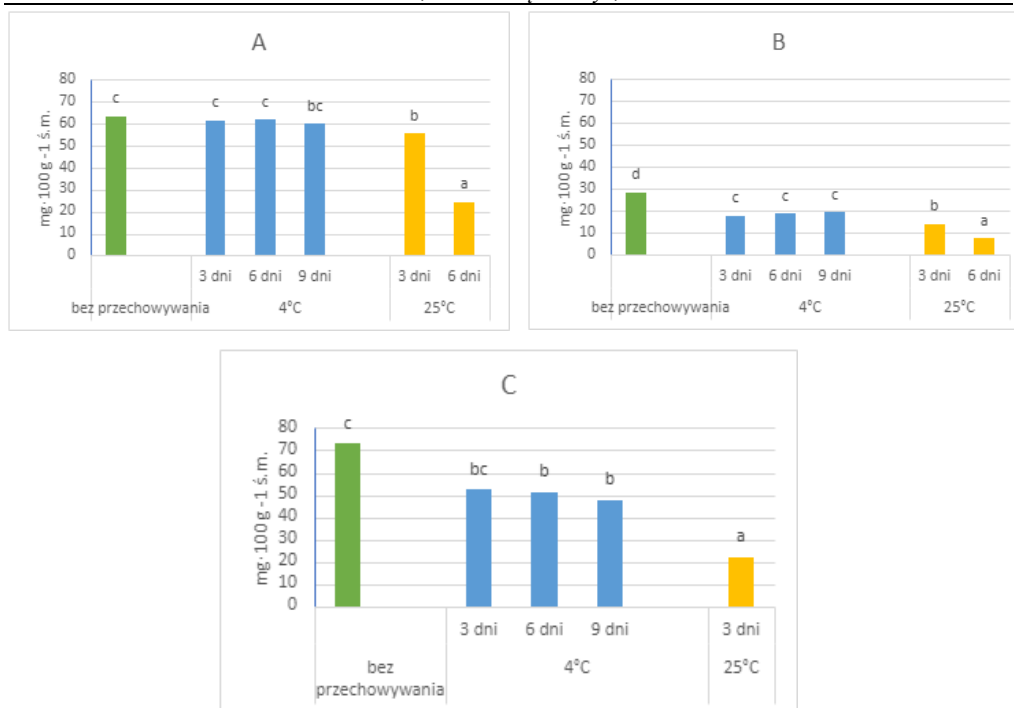 A
80
70
60
50
40
30
20
10
0
mg·100 g -1 ś.m.
c c c bc b a
3 dni 6 dni 9 dni 3 dni 6 dni
bez przechowywania 4°C 25°C
B
80
70
60
50
40
30
20
10
0
mg·100 g -1 ś.m.
d c c c b a
3 dni 6 dni 9 dni 3 dni 6 dni
bez przechowywania 4°C 25°C
C
80
70
60
50
40
30
20
10
0
mg·100 g -1 ś.m.
c bc b b a
3 dni 6 dni 9 dni 3 dni
bez
przechowywania 4°C 25°C